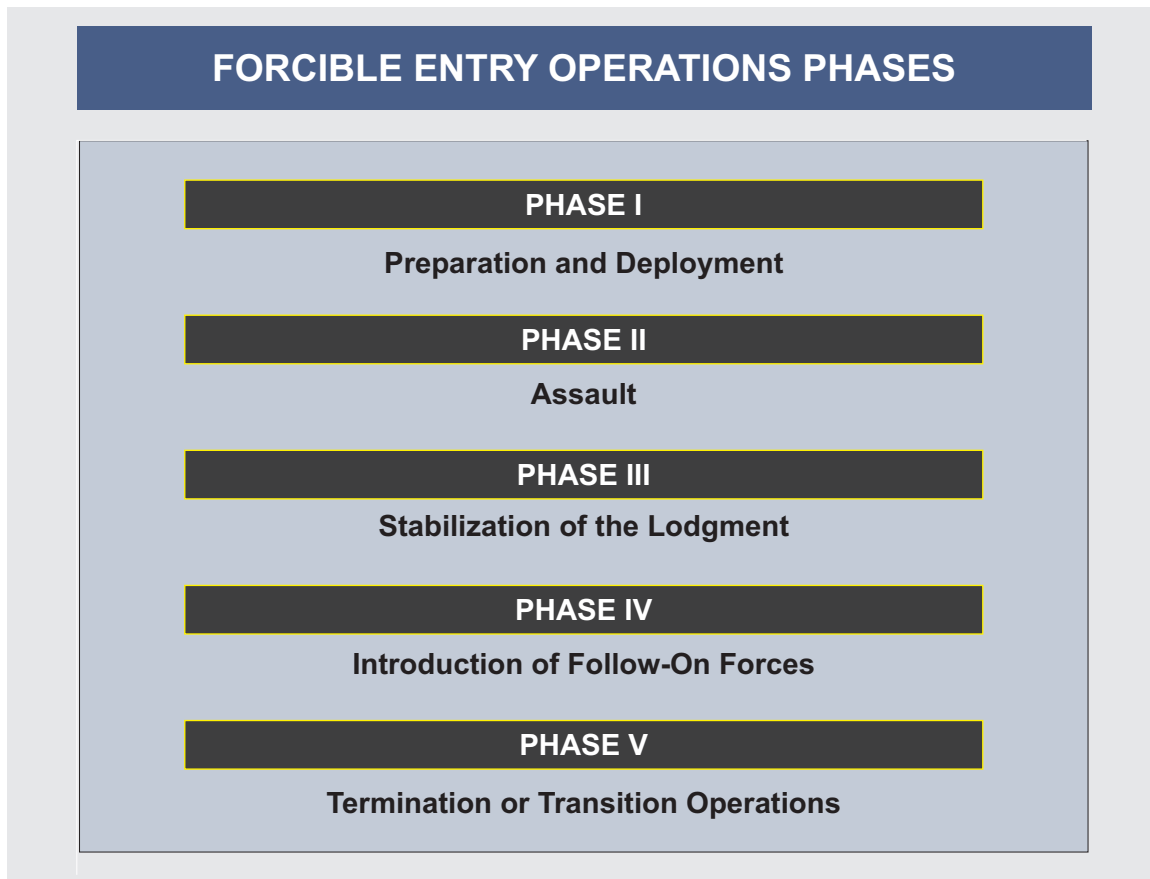 FORCIBLE ENTRY OPERATIONS PHASES
PHASE I
Preparation and Deployment
PHASE II
Assault
PHASE III
Stabilization of the Lodgment
PHASE IV
Introduction of Follow-On Forces
PHASE V
Termination or Transition Operations